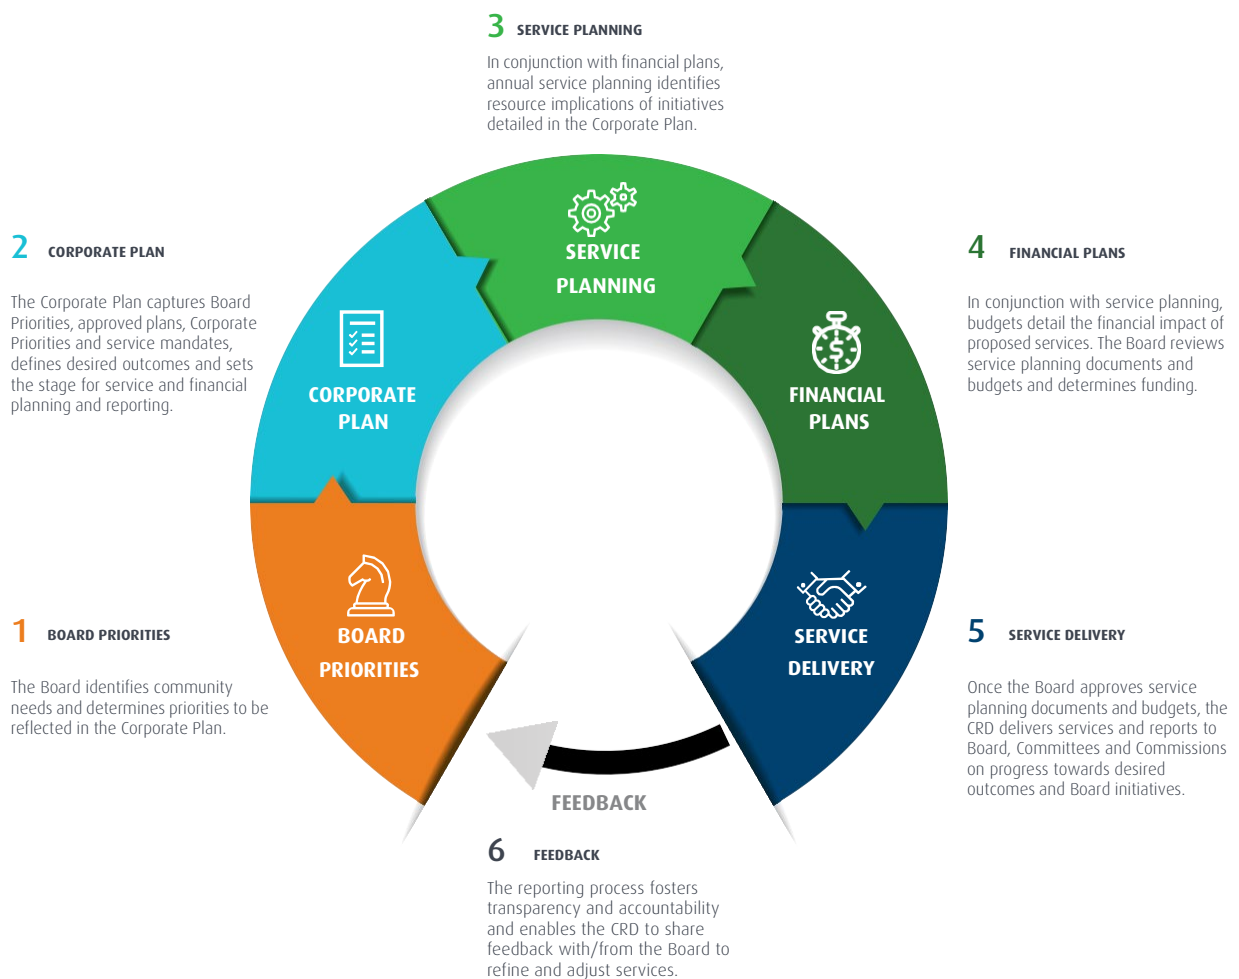 3 SERVICE PLANNING
In conjunction with financial plans,
annual service planning identifies
resource implications of initiatives
detailed in the Corporate Plan.
2 CORPORATE PLAN
The Corporate Plan captures Board
Priorities, approved plans, Corporate
Priorities and service mandates,
defines desired outcomes and sets
the stage for service and financial
planning and reporting.
SERVICE
PLANNING
CORPORATE
PLAN
$
FINANCIAL
PLANS
4 FINANCIAL PLANS
In conjunction with service planning,
budgets detail the financial impact of
proposed services. The Board reviews
service planning documents and
budgets and determines funding.
1 BOARD PRIORITIES
The Board identifies community
needs and determines priorities to be
reflected in the Corporate Plan.
BOARD
PRIORITIES
SERVICE
DELIVERY
5 SERVICE DELIVERY
Once the Board approves service
planning documents and budgets, the
CRD delivers services and reports to
Board, Committees and Commissions
on progress towards desired
outcomes and Board initiatives.
FEEDBACK
6 FEEDBACK
The reporting process fosters
transparency and accountability
and enables the CRD to share
feedback with/from the Board to
refine and adjust services.